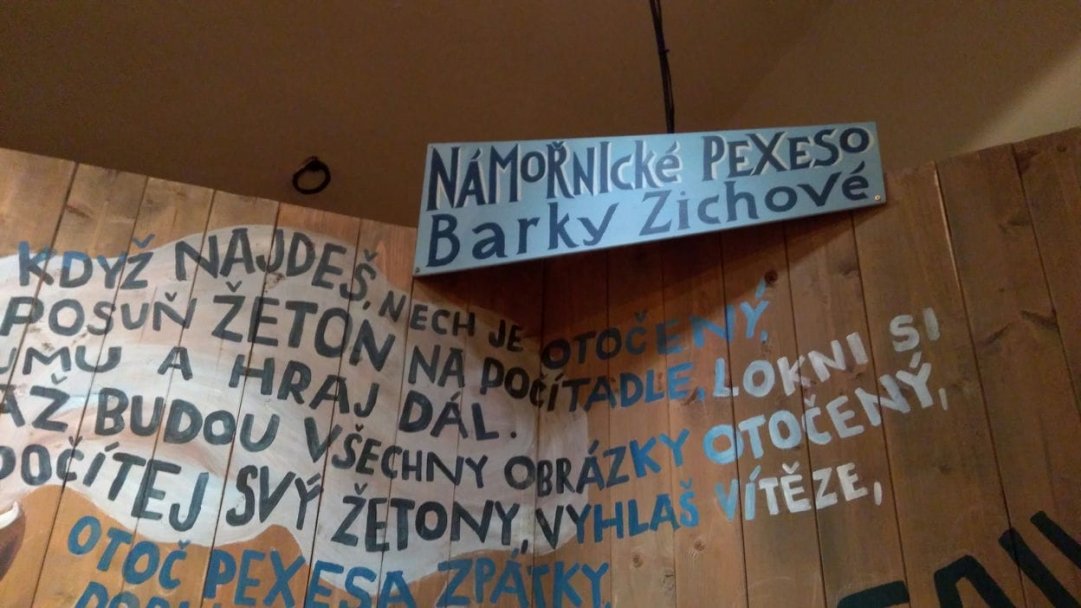 NÁMOŘNICKÉ PEXESO
Barky Zichové
KDYŽ NAJDEŠ, NECH JE OTOČENÝ,
POSUŇ ŽETON NA POČÍTADLE, LOKNI SI
A HRAJ DÁL.
AŽ BUDOU VŠECHNY OBRÁZKY OTOČENÝ,
POČÍTEJ SVÝ ŽETONY, VYHLAŠ VÍTĚZE,
OTOČ PEXESA ZPÁTKY,